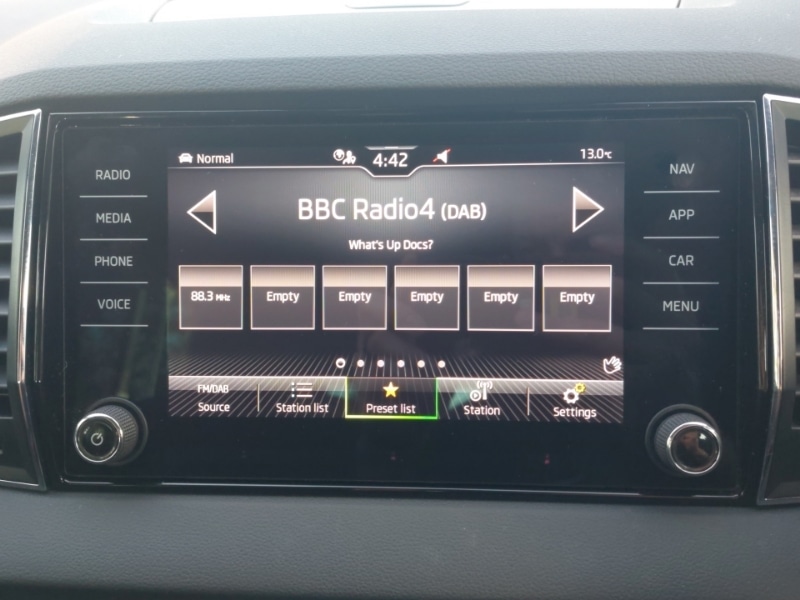 RADIO
MEDIA
PHONE
VOICE
Normal
4:42
13.0°C
BBC Radio4 (DAB)
What's Up Docs?
88.3 MHz
Empty
Empty
Empty
Empty
Empty
FM/DAB
Source
Station list
Preset list
Station
Settings
NAV
APP
CAR
MENU